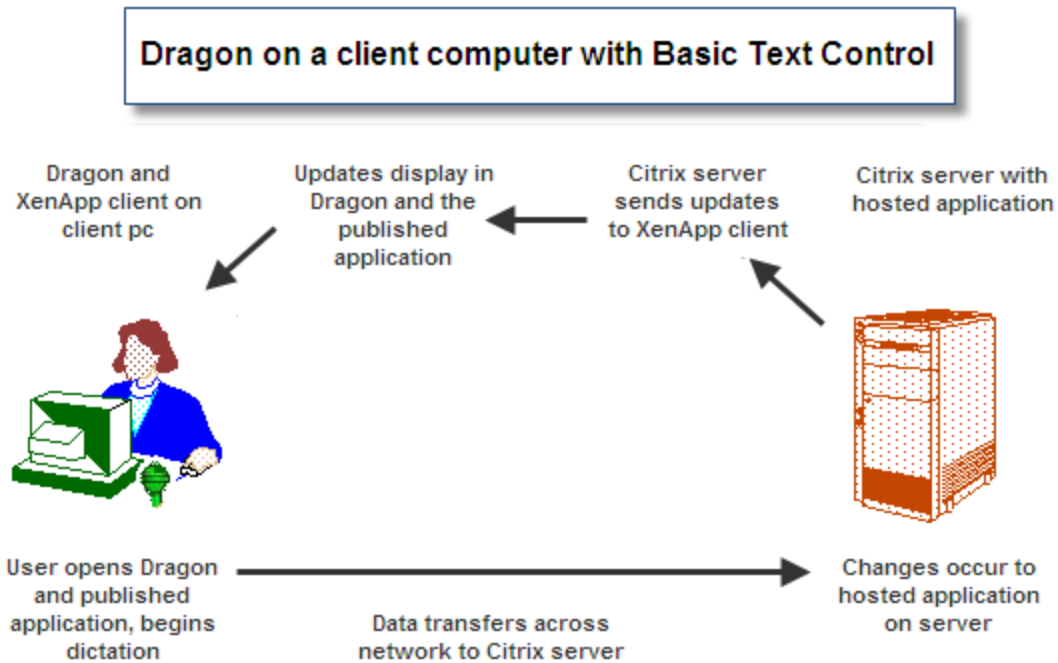 Dragon on a client computer with Basic Text Control
Dragon and
XenApp client on
client pc
Updates display in
Dragon and the
published
application
Citrix server
sends updates
to XenApp client
Citrix server with
hosted application
User opens Dragon
and published
application, begins
dictation
Data transfers across
network to Citrix server
Changes occur to
hosted application
on server